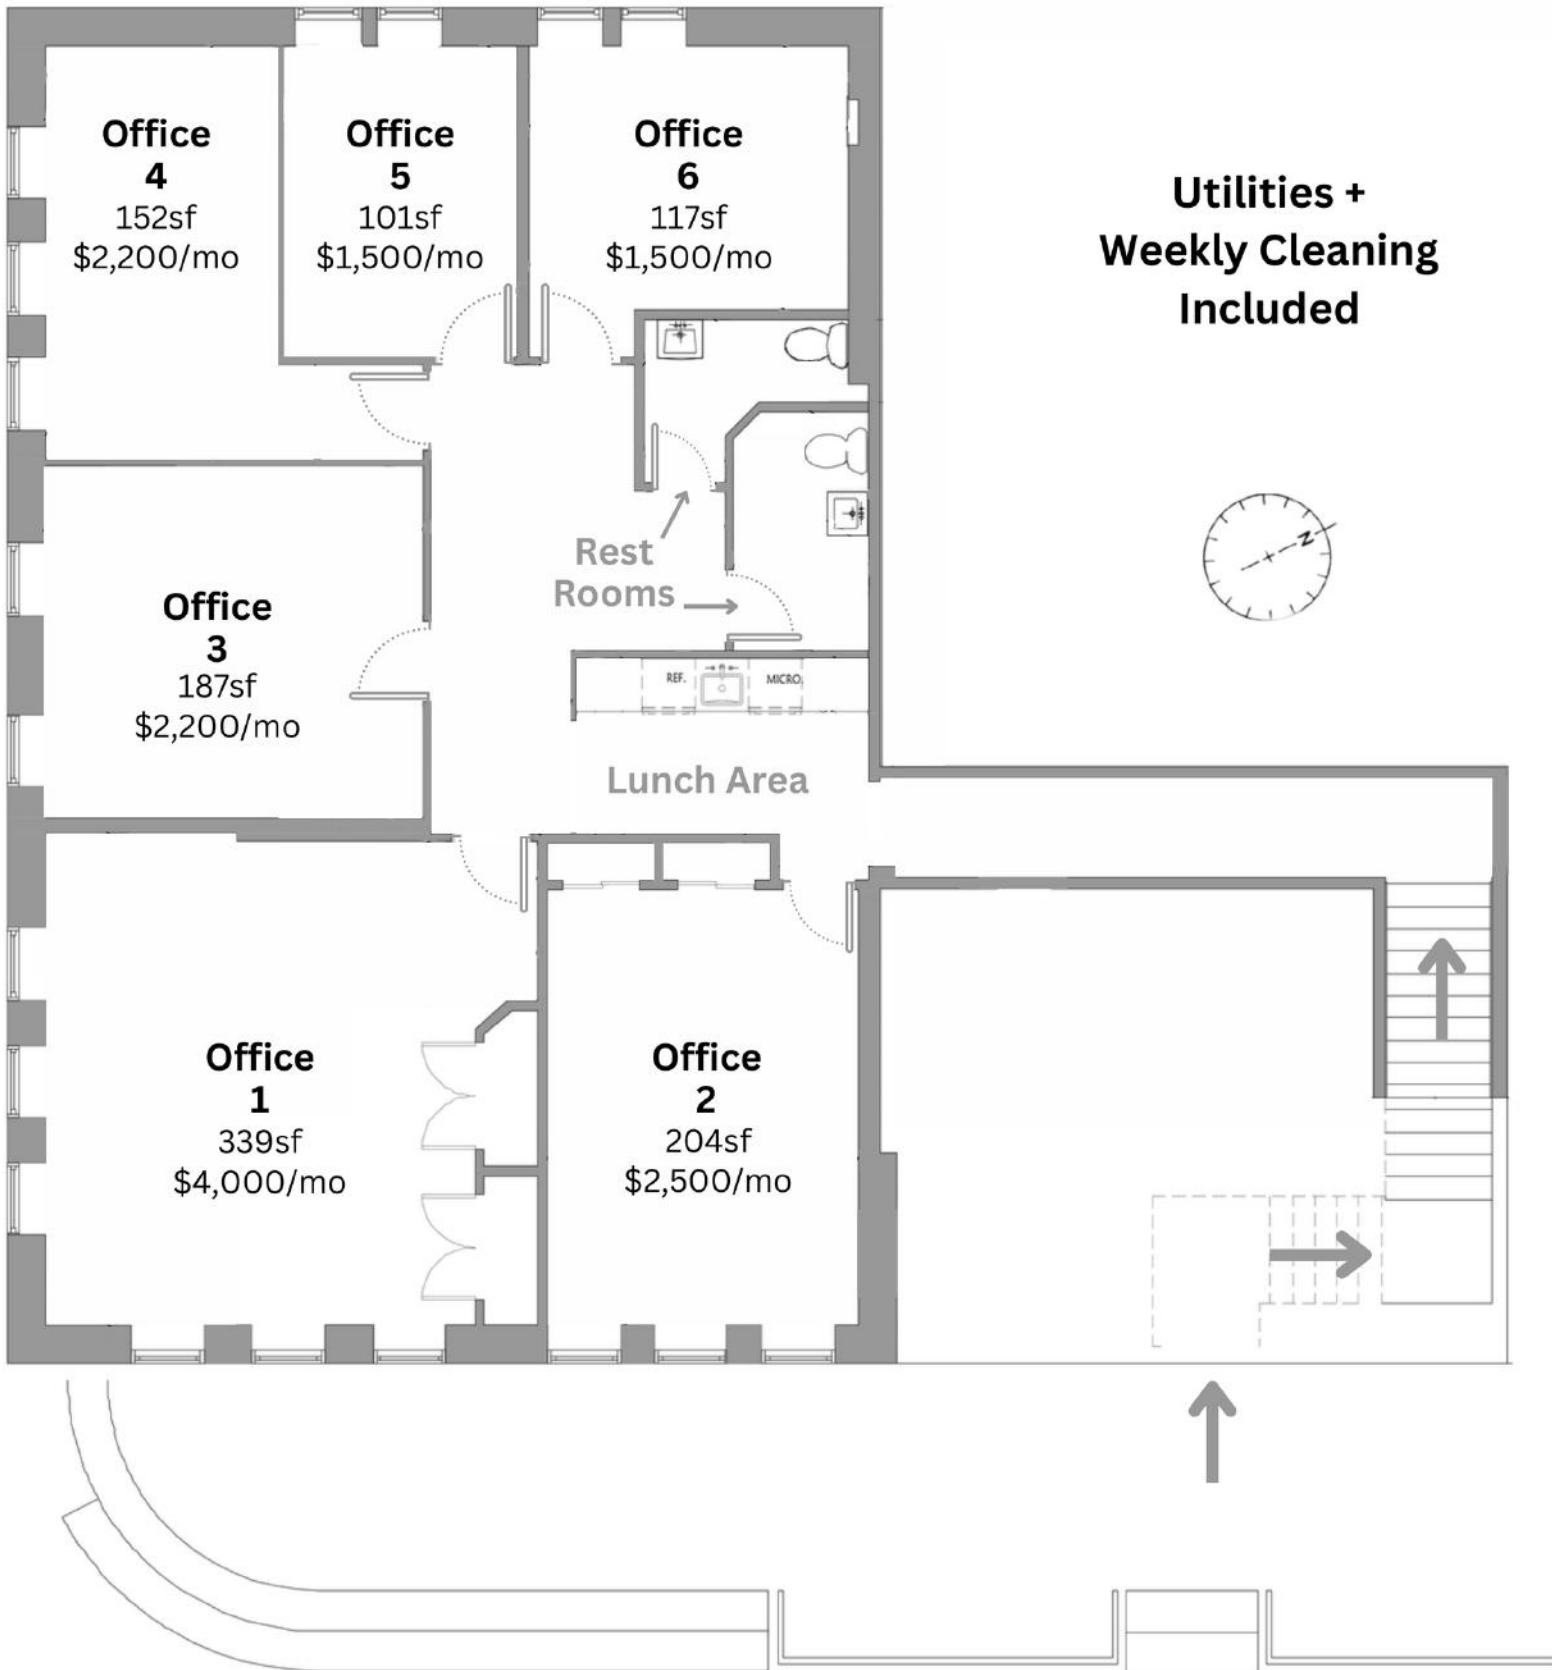 Office
4
152sf
$2,200/mo
Office
5
101sf
$1,500/mo
Office
6
117sf
$1,500/mo
Utilities +
Weekly Cleaning
Included
N
Rest
Rooms
Office
3
187sf
$2,200/mo
REF.
MICRO.
Lunch Area
Office
1
339sf
$4,000/mo
Office
2
204sf
$2,500/mo